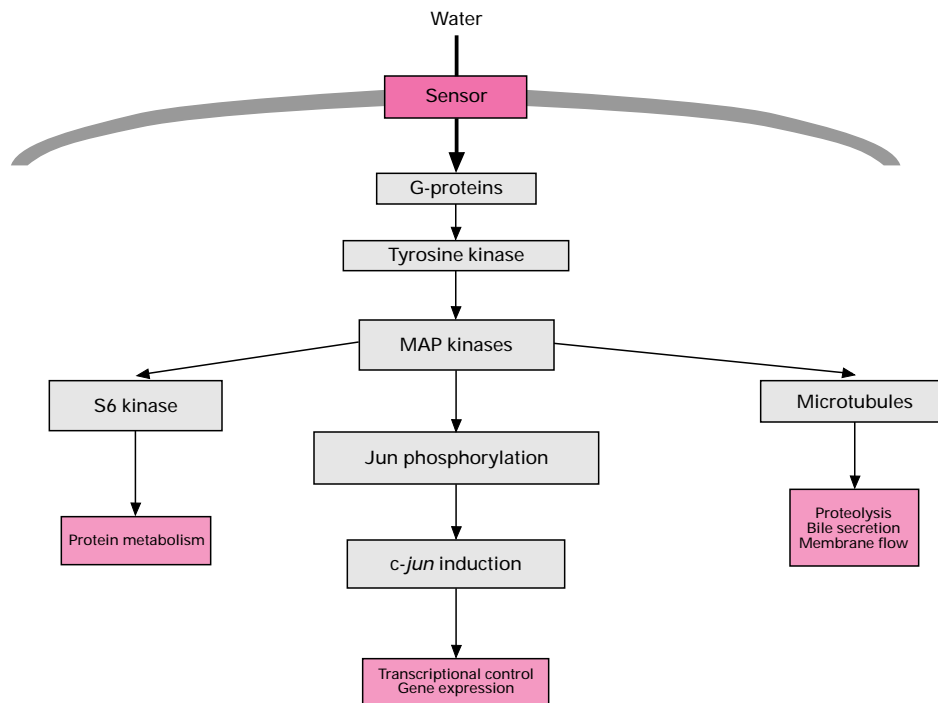 Water
Sensor
G-proteins
Tyrosine kinase
MAP kinases
S6 kinase
Microtubules
Jun phosphorylation
Protein metabolism
Proteolysis
Bile secretion
Membrane flow
c-jun induction
Transcriptional control
Gene expression